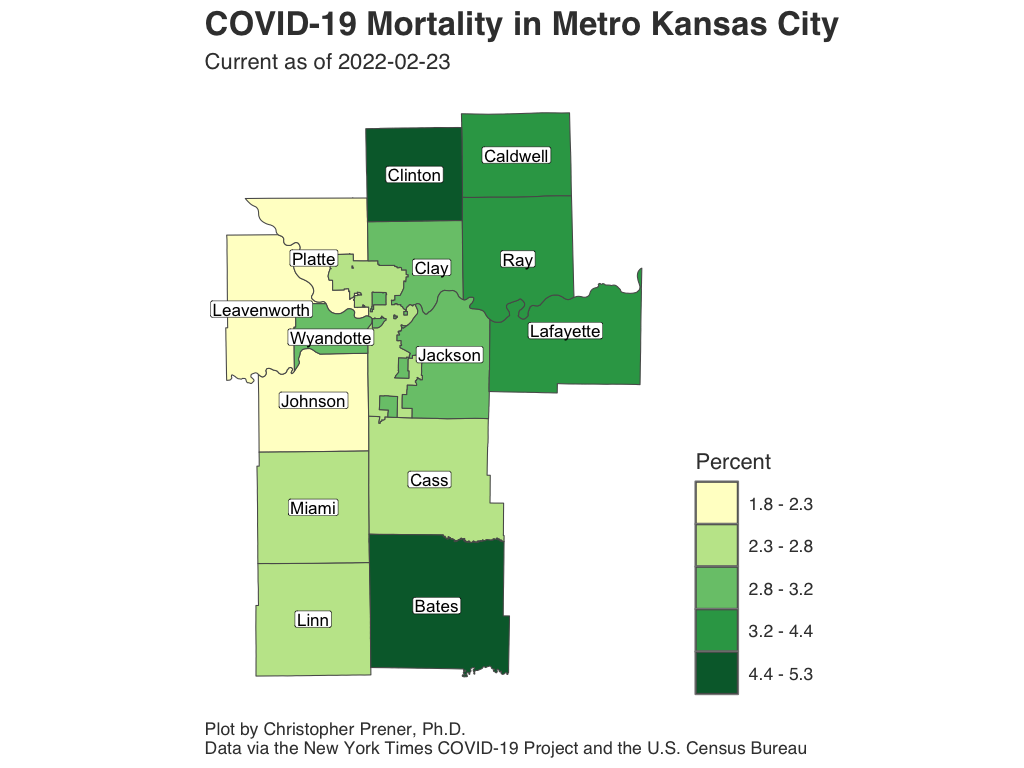 COVID-19 Mortality in Metro Kansas City
Current as of 2022-02-23
Caldwell
Clinton
Platte
Clay
Ray
Leavenworth
Wyandotte
Lafayette
Jackson
Johnson
Cass
Miami
Bates
Linn
Percent
1.8 - 2.3
2.3 - 2.8
2.8 - 3.2
3.2 - 4.4
4.4 - 5.3
Plot by Christopher Prener, Ph.D.
Data via the New York Times COVID-19 Project and the U.S. Census Bureau